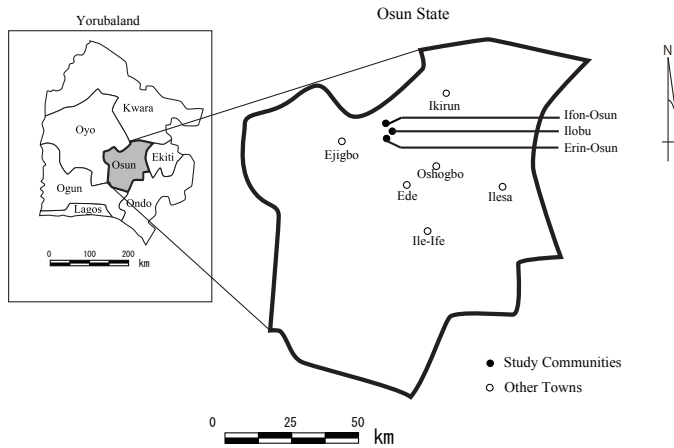 Yorubaland
Osun State
N
Kwara
Oyo
Osun
Ekiti
Ogun
Lagos
Ondo
0 100 200
km
Ikirun
Ifon-Osun
Ilobu
Erin-Osun
Ejigbo
Oshogbo
Ede
Ilesa
Ile-Ife
Study Communities
Other Towns
0 25 50
km